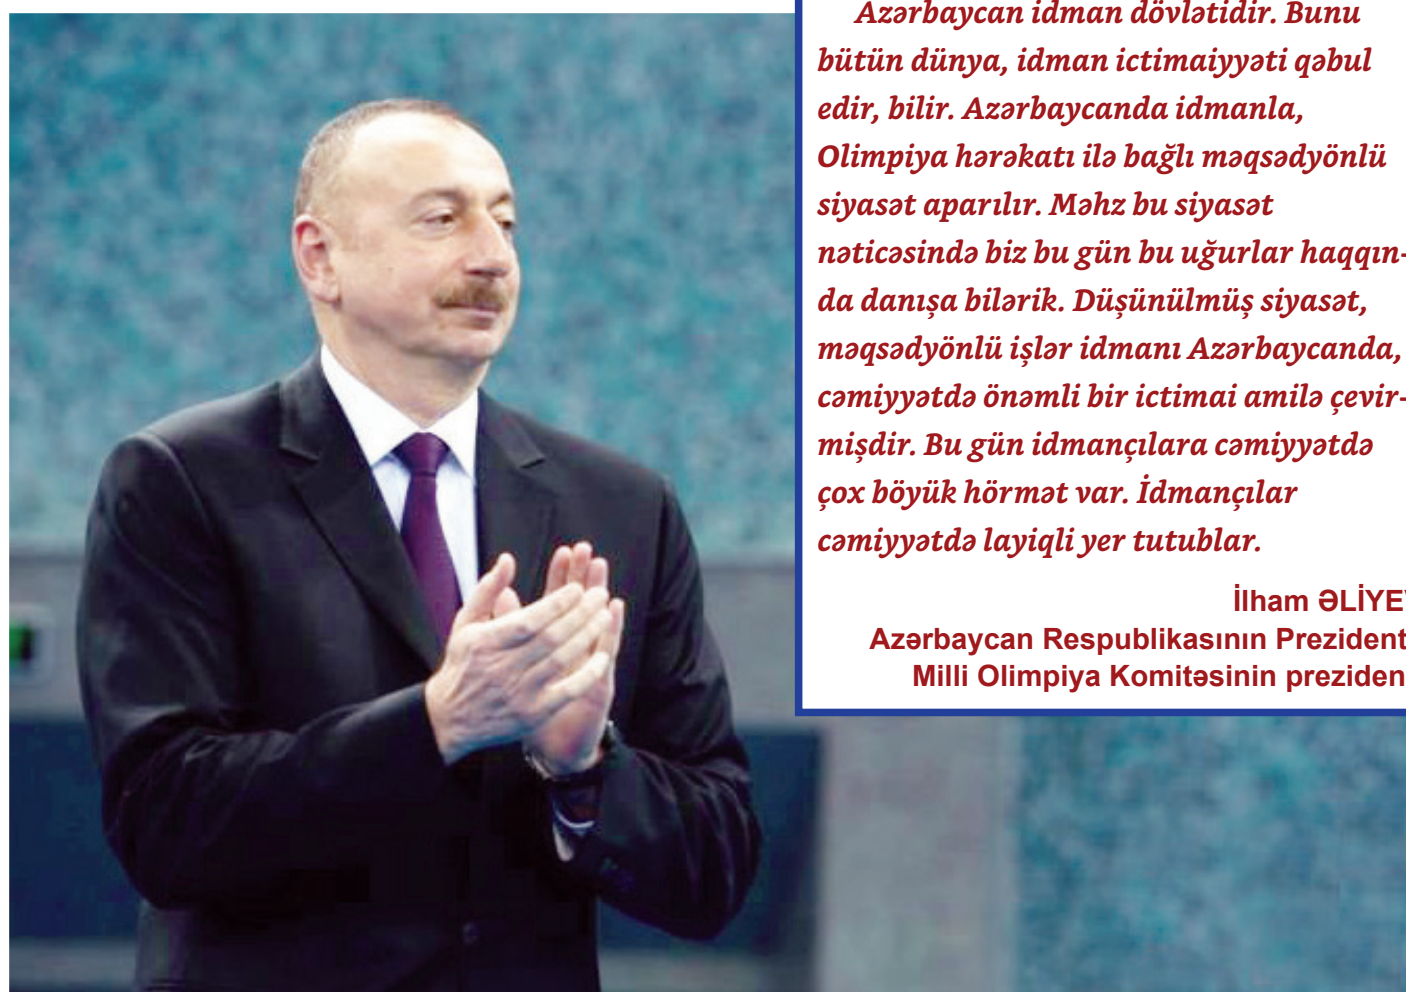 Azərbaycan idman dövlətidir. Bunu
bütün dünya, idman ictimaiyyəti qəbul
edir, bilir. Azərbaycanda idmanla,
Olimpiya hərəkatı ilə bağlı məqsədyönlü
siyasət aparılır. Məhz bu siyasət
nəticəsində biz bu gün bu uğurlar haqqın-
da danışa bilərik. Düşünülmüş siyasət,
məqsədyönlü işlər idmanı Azərbaycanda,
cəmiyyətdə önəmli bir ictimai amilə çevir-
mişdir. Bu gün idmançılara cəmiyyətdə
çox böyük hörmət var. İdmançılar
cəmiyyətdə layiqli yer tutublar.
İlham ƏLİYEV
Azərbaycan Respublikasının Prezident
Milli Olimpiya Komitəsinin preziden